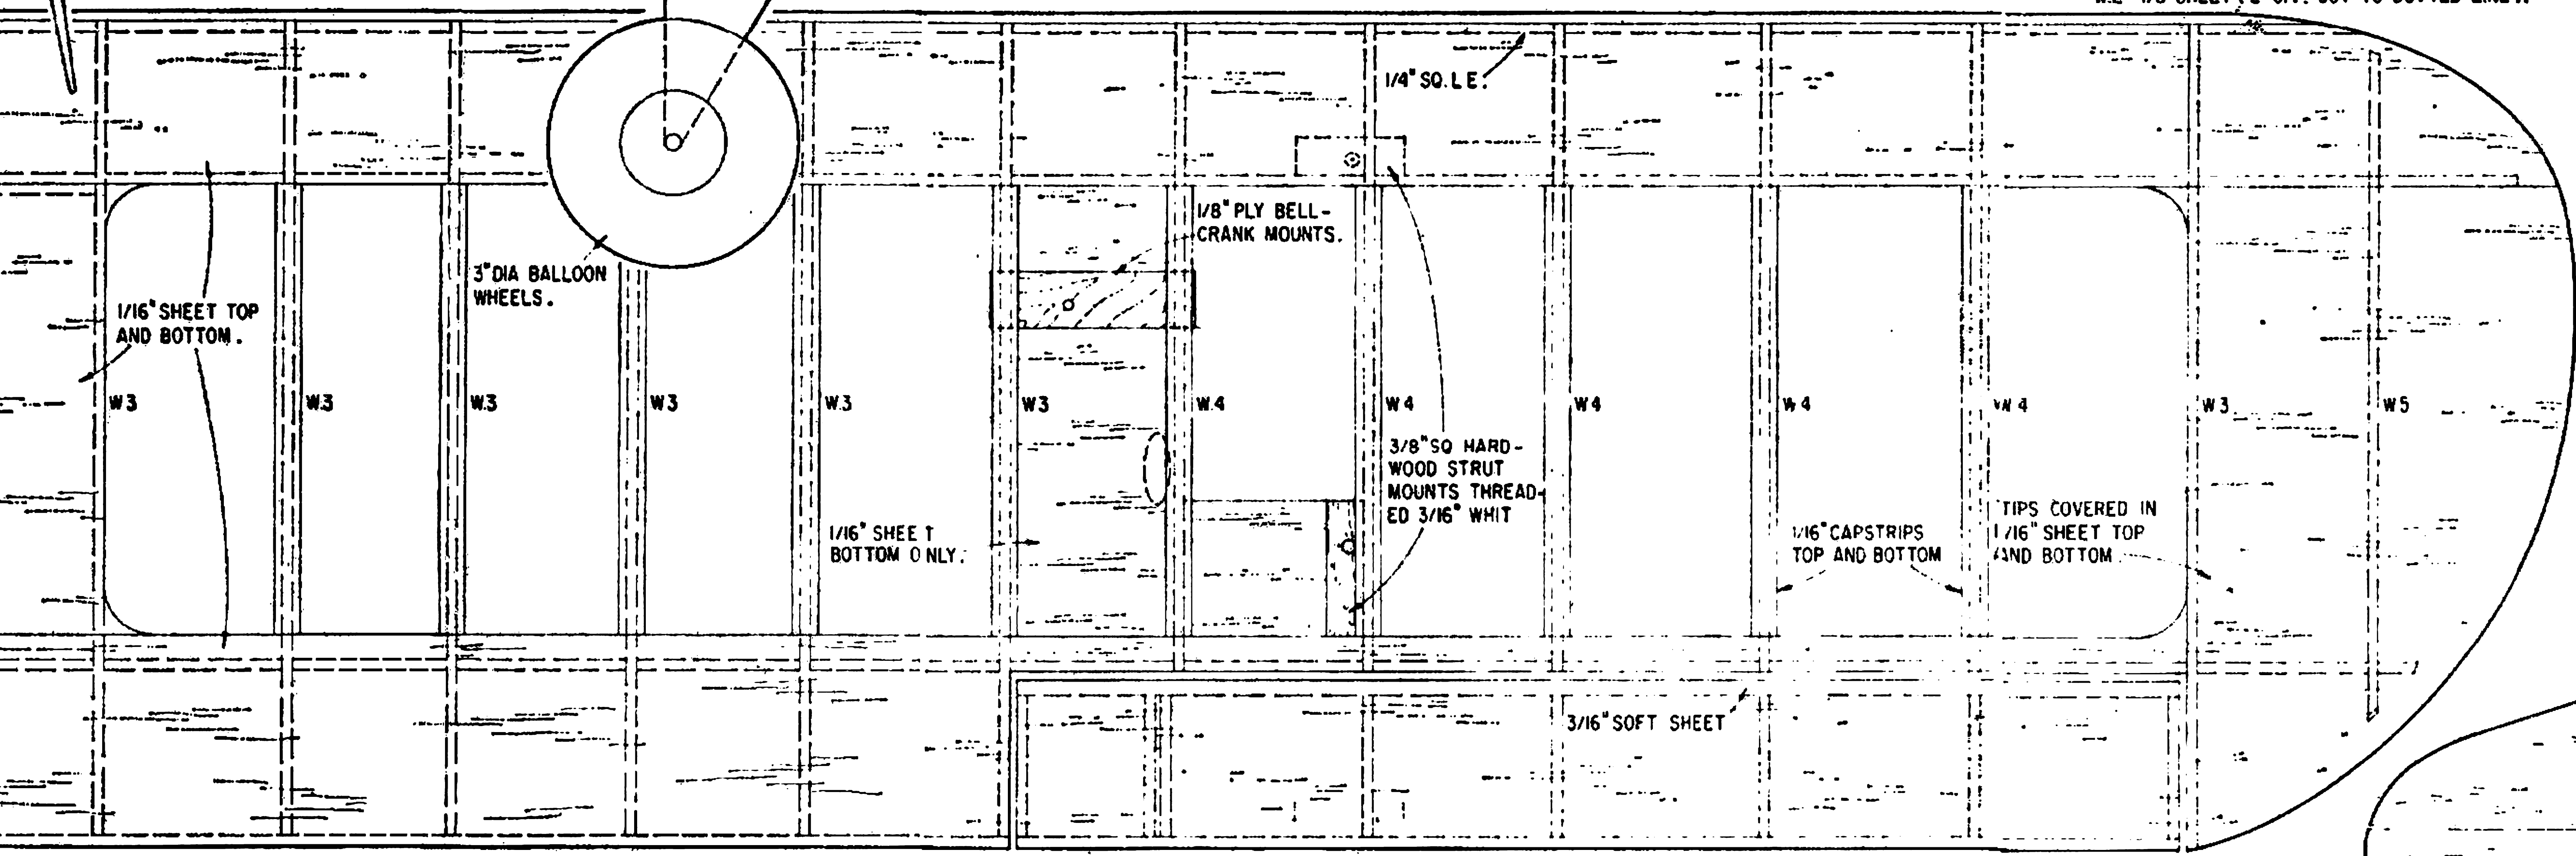 1/4" SQ. L E.
1/8" PLY BELL-
CRANK MOUNTS.
3" DIA BALLOON
WHEELS.
1/16" SHEET TOP
AND BOTTOM.
W3
W3
W3
W3
W3
W3
W4
W4
W4
W4
W4
W3
W5
3/8" SQ HARD-
WOOD STRUT
MOUNTS THREAD-
ED 3/16" WHIT
1/16" SHEET
BOTTOM ONLY.
1/16" CAPSTRIPS
TOP AND BOTTOM
TIPS COVERED IN
1/16" SHEET TOP
AND BOTTOM
3/16" SOFT SHEET